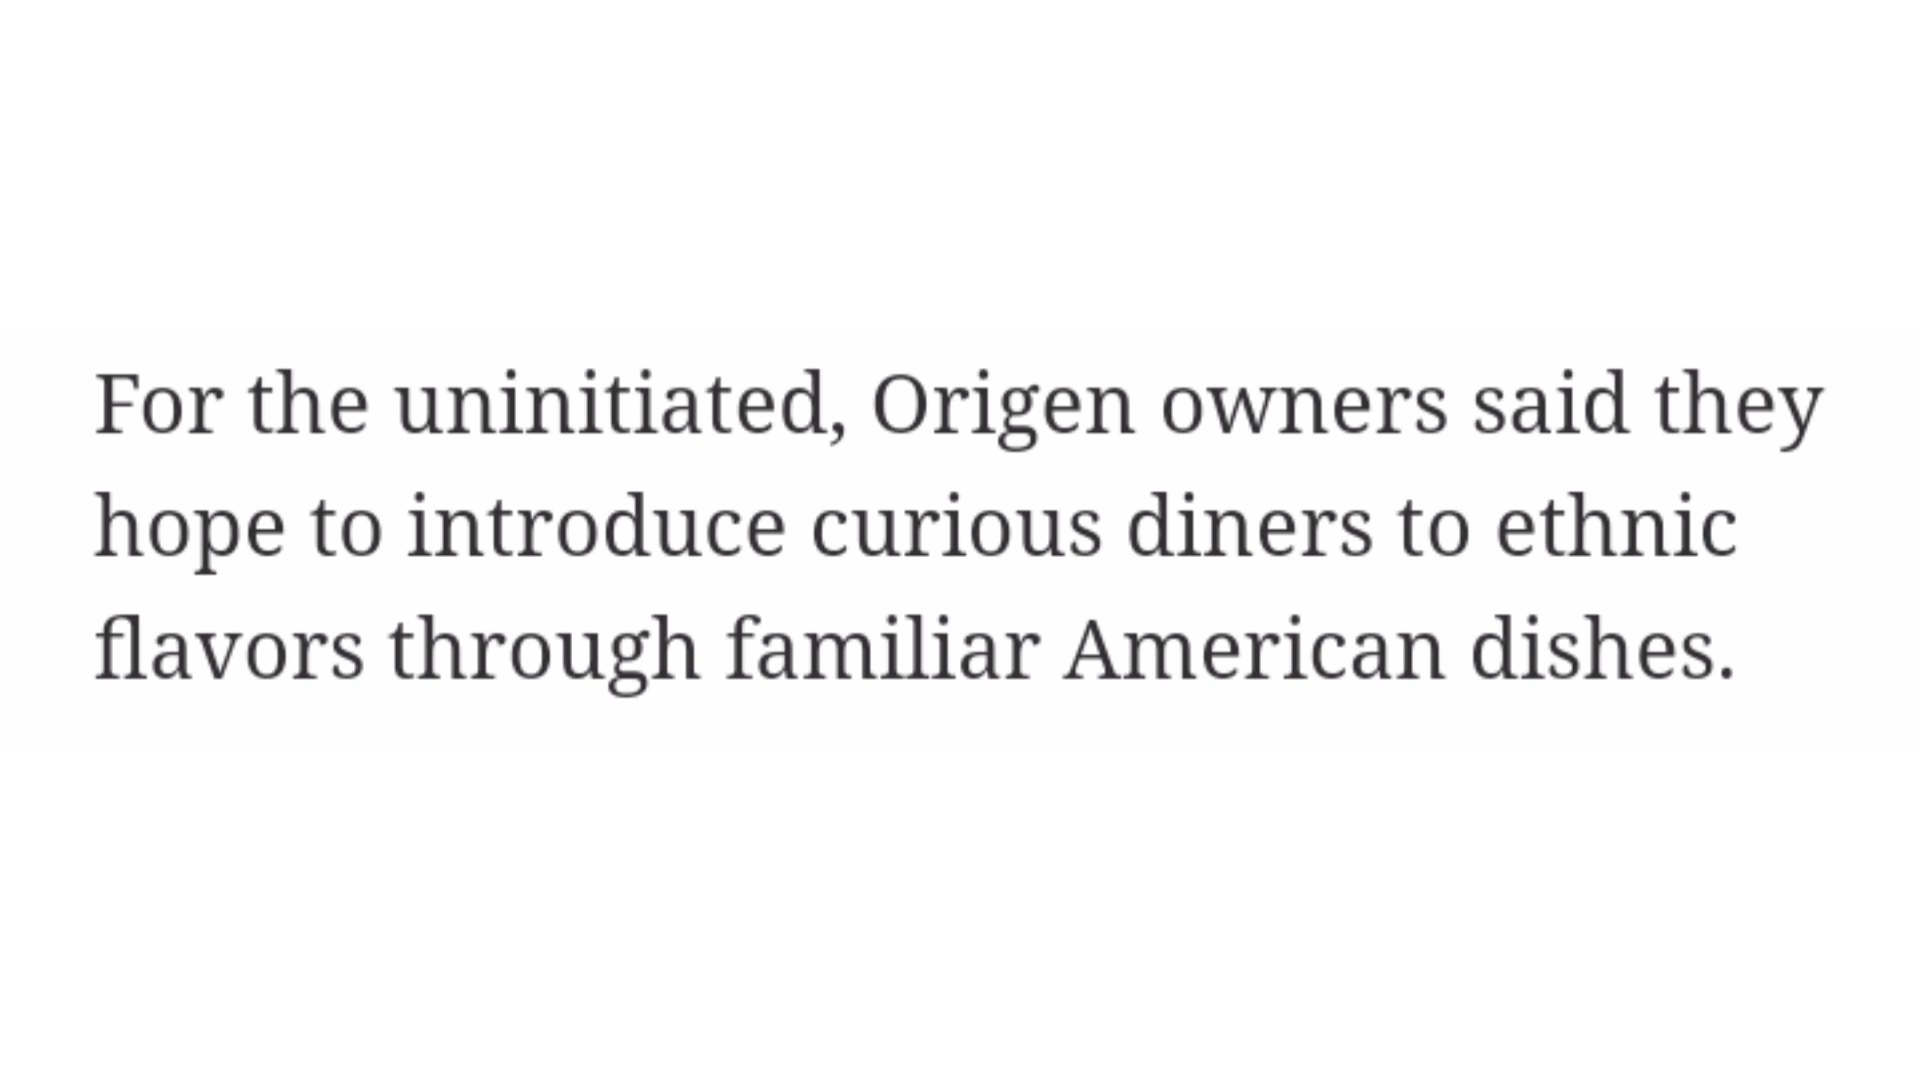 For the uninitiated, Origen owners said they
hope to introduce curious diners to ethnic
flavors through familiar American dishes.